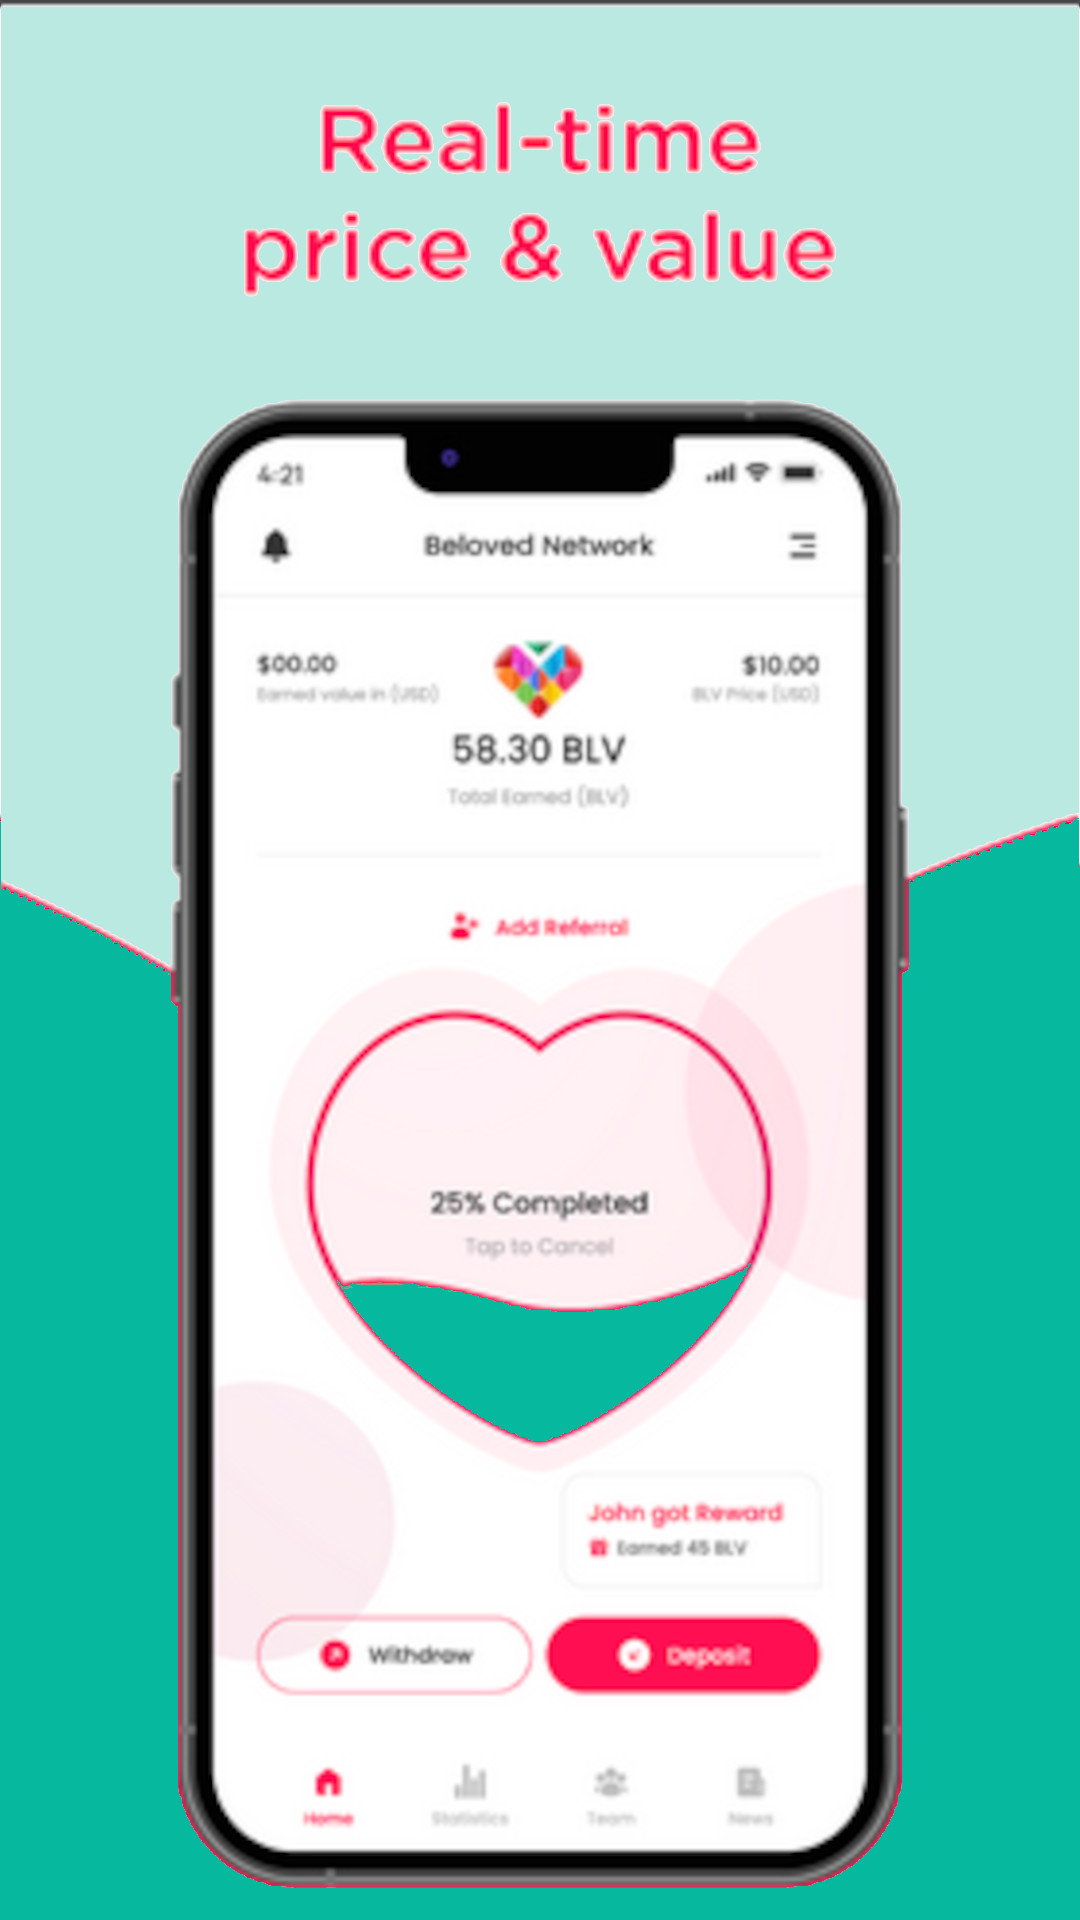 Real-time
price & value
4:21
Beloved Network
$00.00
$10.00
Earned value in (USD)
BLV Price (USD)
58.30 BLV
Total Earned (BLV)
Add Referral
25% Completed
Tap to Cancel
John got Reward
Earned 45 BLV
Withdraw
Deposit
Home
Statistics
Team
News